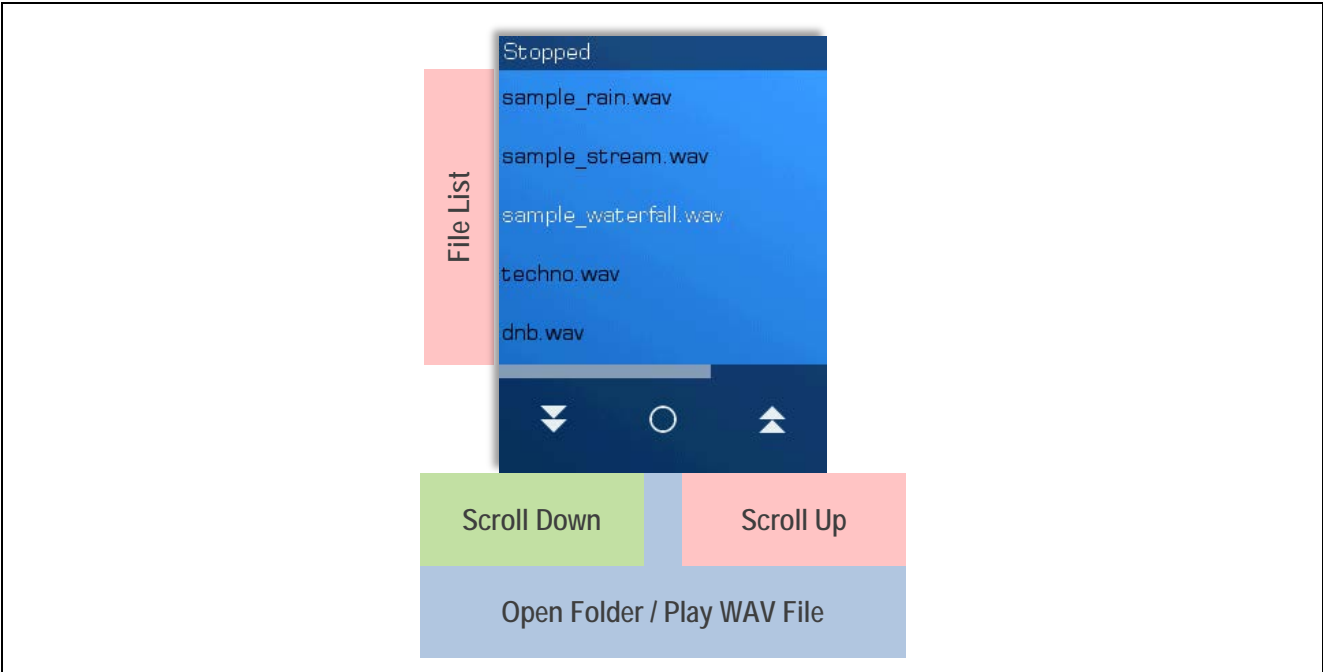 Stopped
File List
sample_rain.wav
sample_stream.wav
sample_waterfall.wav
techno.wav
dnb.wav
Scroll Down
Scroll Up
Open Folder / Play WAV File